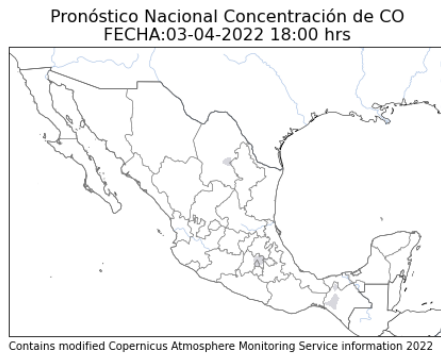 Pronóstico Nacional Concentración de CO
FECHA:03-04-2022 18:00 hrs
Contains modified Copernicus Atmosphere Monitoring Service information 2022